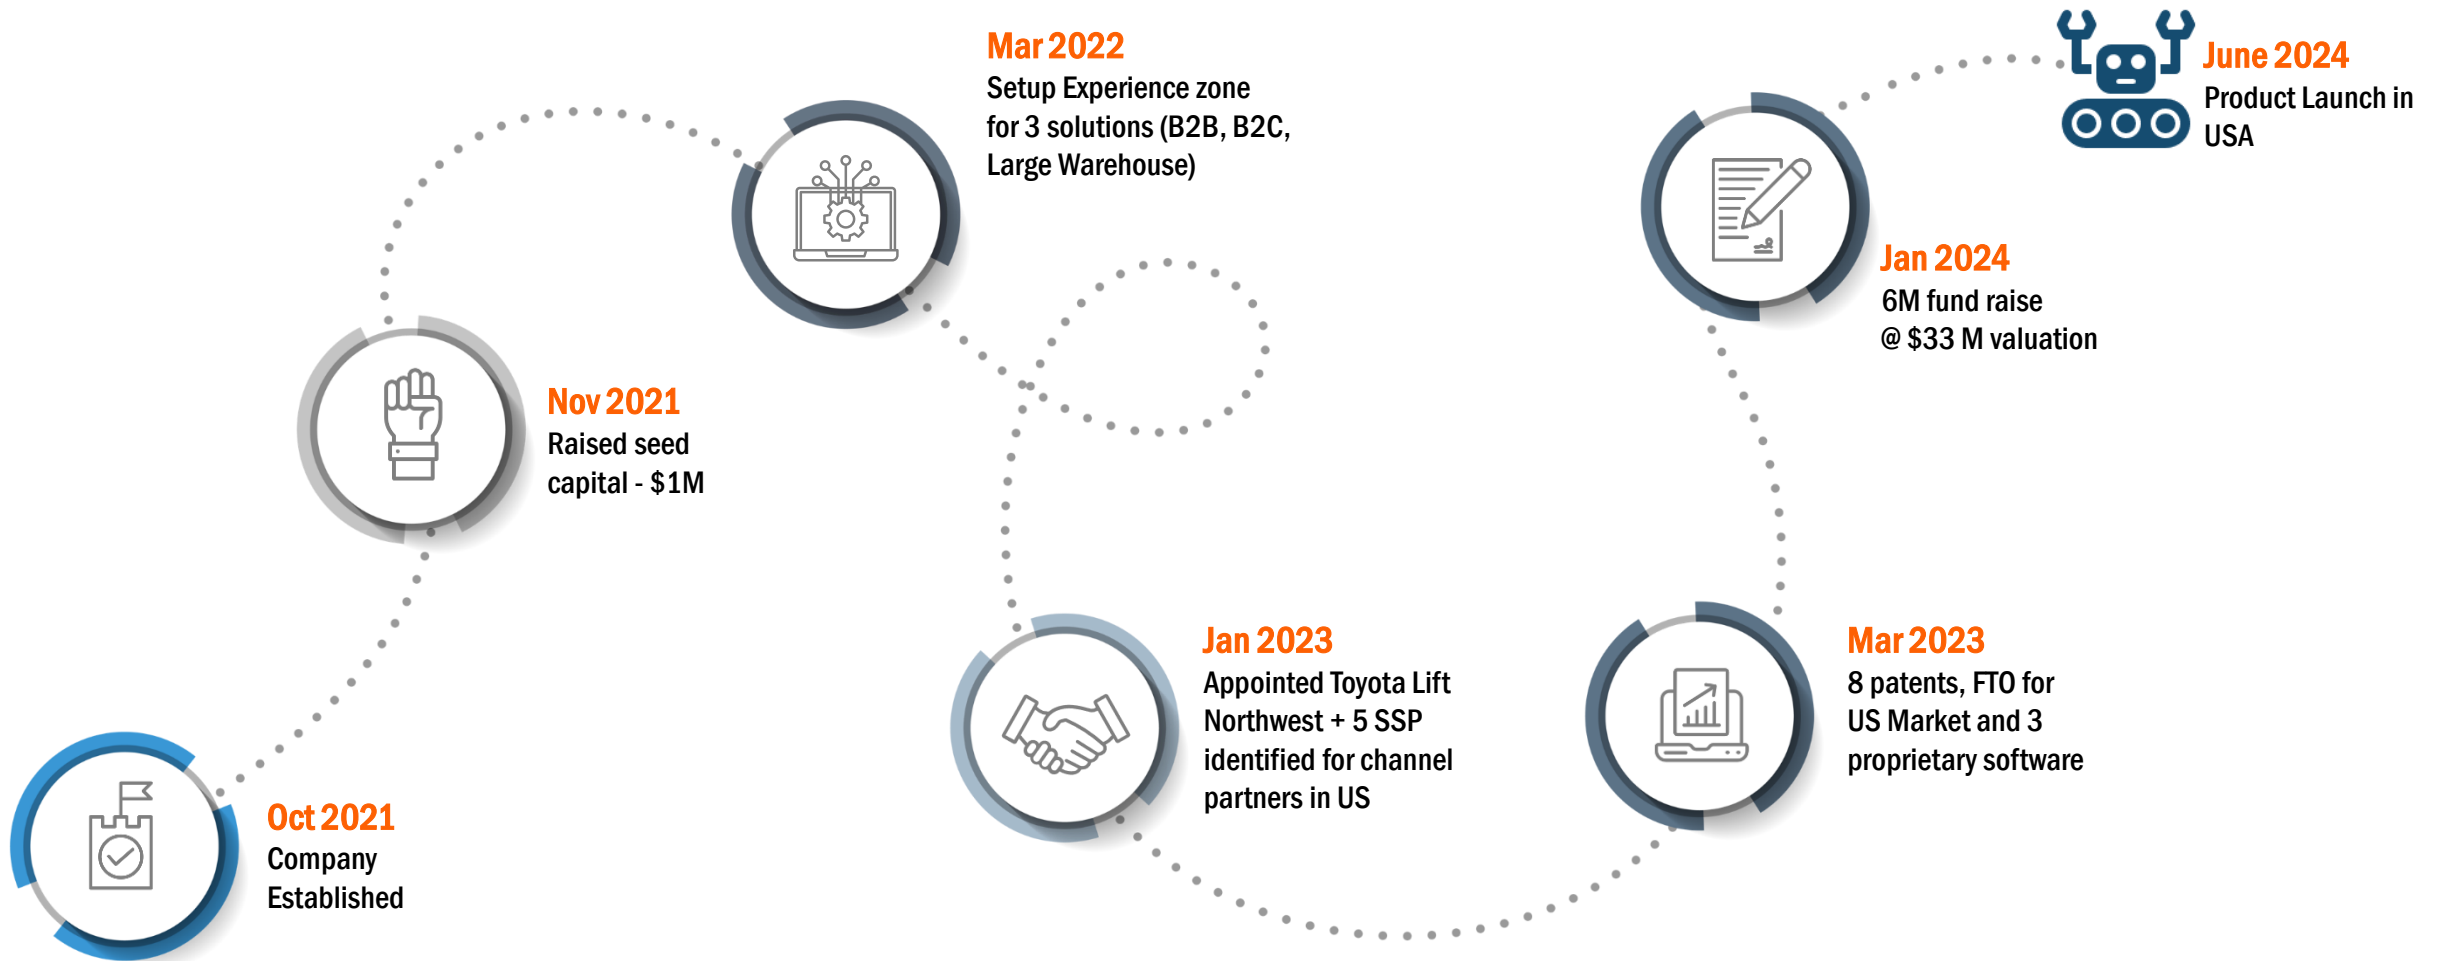 Oct 2021
Company
Established
Nov 2021
Raised seed
capital - $1M
Mar 2022
Setup Experience zone
for 3 solutions (B2B, B2C,
Large Warehouse)
Jan 2023
Appointed Toyota Lift
Northwest + 5 SSP
identified for channel
partners in US
Mar 2023
8 patents, FTO for
US Market and 3
proprietary software
Jan 2024
6M fund raise
@ $33 M valuation
June 2024
Product Launch in
USA